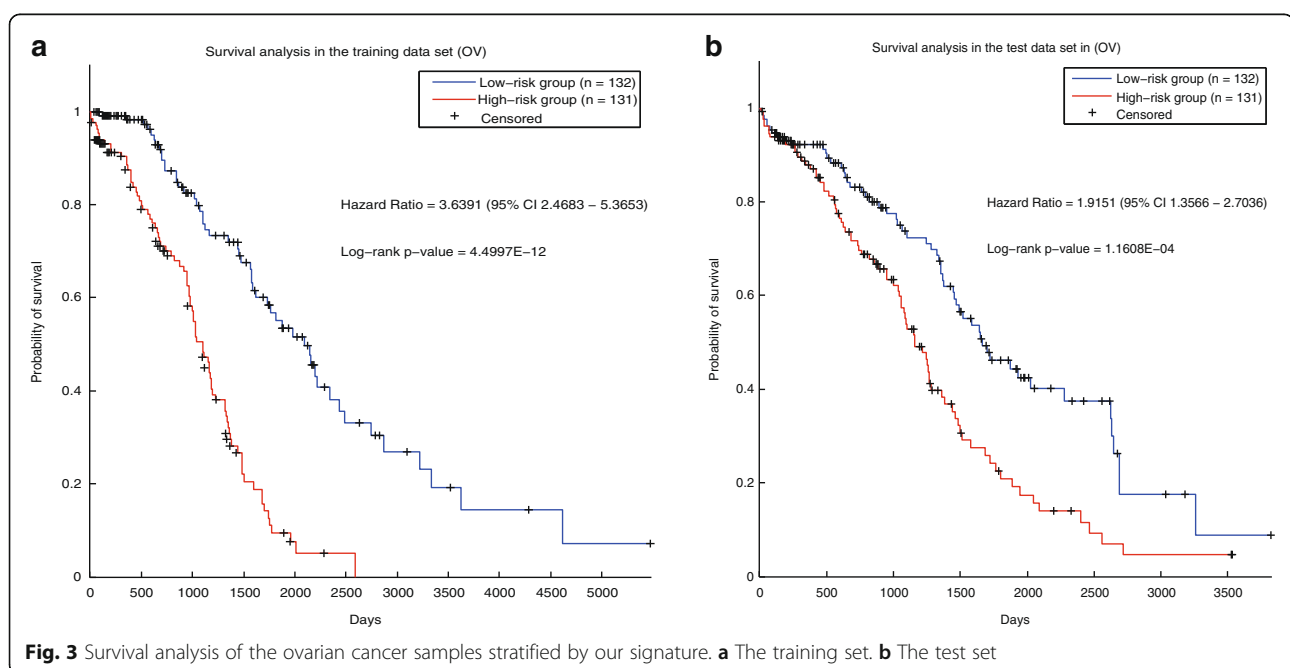 a
Survival analysis in the training data set (OV)
Low–risk group (n = 132)
High–risk group (n = 131)
Censored
Hazard Ratio = 3.6391 (95% CI 2.4683 – 5.3653)
Log–rank p–value = 4.4997E–12
Probability of survival
1
0.8
0.6
0.4
0.2
0
0 500 1000 1500 2000 2500 3000 3500 4000 4500 5000
Days
b
Survival analysis in the test data set in (OV)
Low–risk group (n = 132)
High–risk group (n = 131)
Censored
Hazard Ratio = 1.9151 (95% CI 1.3566 – 2.7036)
Log–rank p–value = 1.1608E–04
Probability of survival
1
0.8
0.6
0.4
0.2
0
0 500 1000 1500 2000 2500 3000 3500
Days
Fig. 3 Survival analysis of the ovarian cancer samples stratified by our signature. a The training set. b The test set